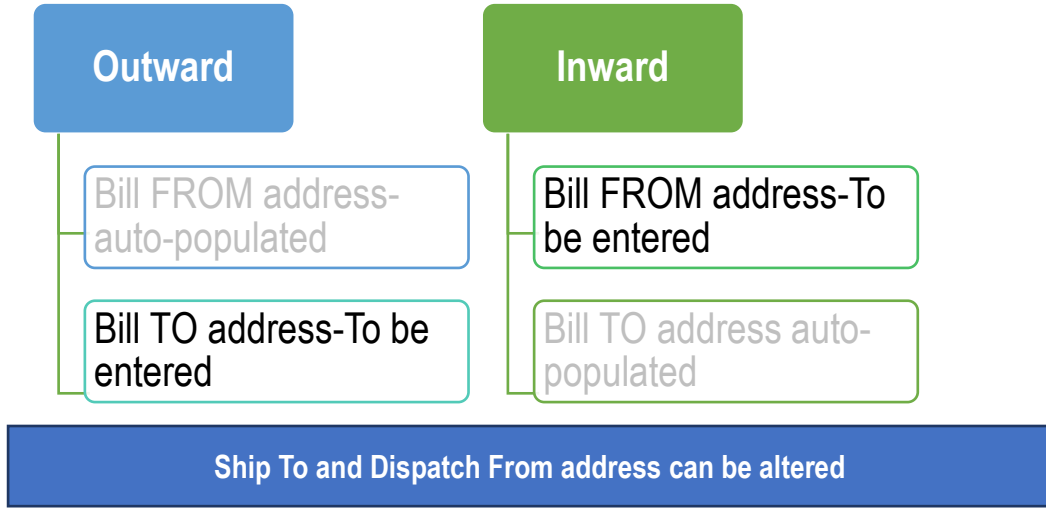 Outward
Bill FROM address-
auto-populated
Bill TO address-To be
entered
Inward
Bill FROM address-To
be entered
Bill TO address auto-
populated
Ship To and Dispatch From address can be altered